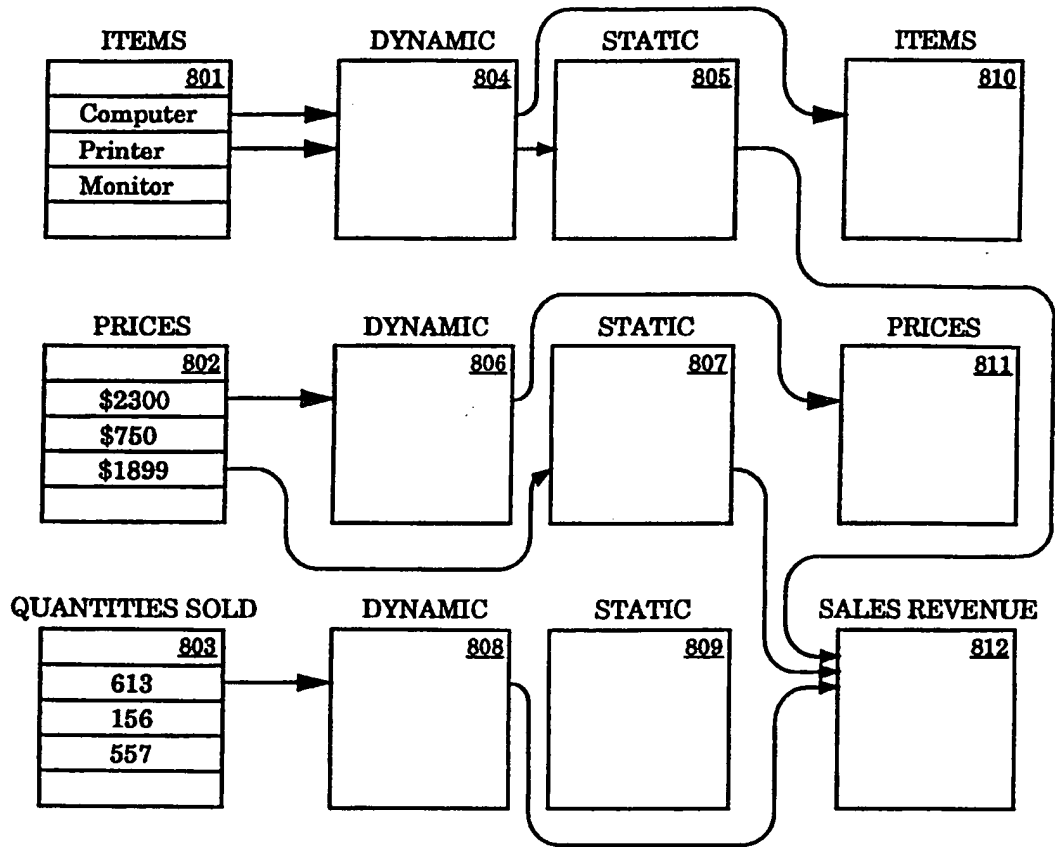 ITEMS DYNAMIC STATIC ITEMS
801 804 805 810
Computer
Printer
Monitor
PRICES DYNAMIC STATIC PRICES
802 806 807 811
$2300
$750
$1899
QUANTITIES SOLD DYNAMIC STATIC SALES REVENUE
803 808 809 812
613
156
557